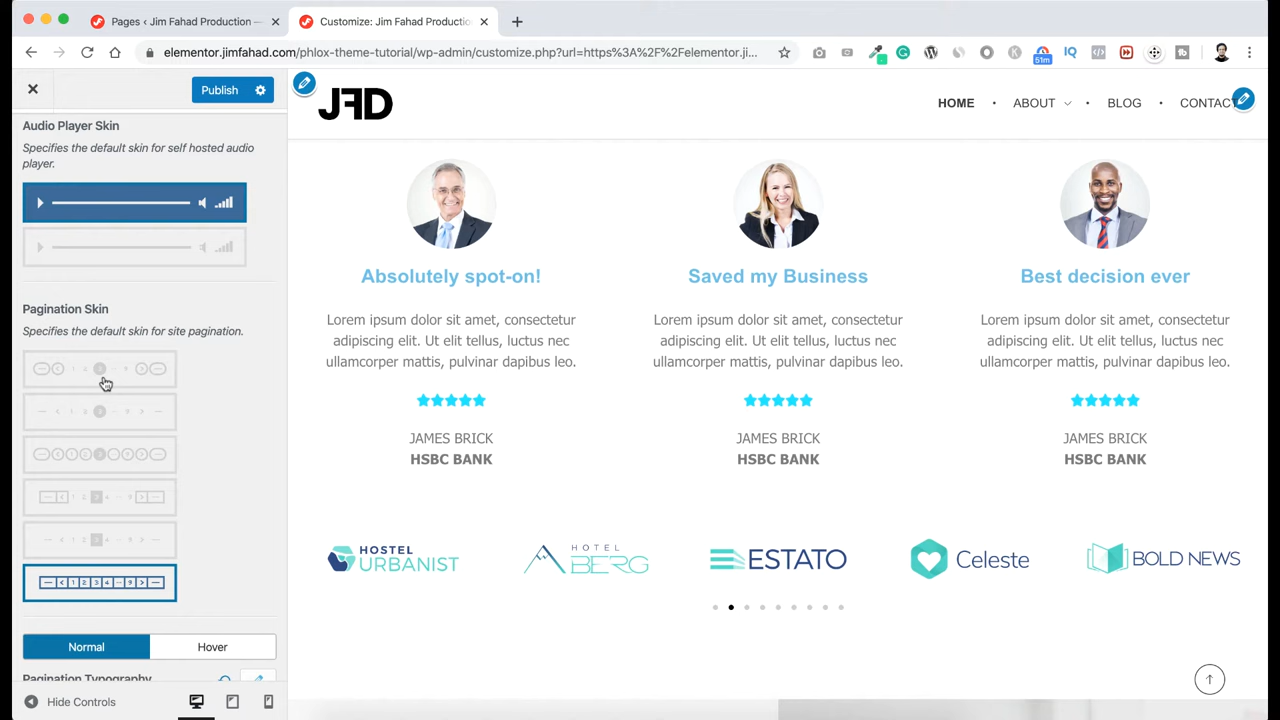 Pages ‹ Jim Fahad Production —
Customize: Jim Fahad Productio
elementor.jimfahad.com/phlox-theme-tutorial/wp-admin/customize.php?url=https%3A%2F%2Felementor.ji...
IQ
51m
Publish
JFD
HOME
ABOUT
BLOG
CONTACT
Audio Player Skin
Specifies the default skin for self hosted audio
player.
Pagination Skin
Specifies the default skin for site pagination.
Normal
Hover
Pagination Typography
Hide Controls
Absolutely spot-on!
Lorem ipsum dolor sit amet, consectetur
adipiscing elit. Ut elit tellus, luctus nec
ullamcorper mattis, pulvinar dapibus leo.
JAMES BRICK
HSBC BANK
Saved my Business
Lorem ipsum dolor sit amet, consectetur
adipiscing elit. Ut elit tellus, luctus nec
ullamcorper mattis, pulvinar dapibus leo.
JAMES BRICK
HSBC BANK
Best decision ever
Lorem ipsum dolor sit amet, consectetur
adipiscing elit. Ut elit tellus, luctus nec
ullamcorper mattis, pulvinar dapibus leo.
JAMES BRICK
HSBC BANK
HOSTEL
URBANIST
HOTEL
BERG
ESTATO
Celeste
BOLD NEWS